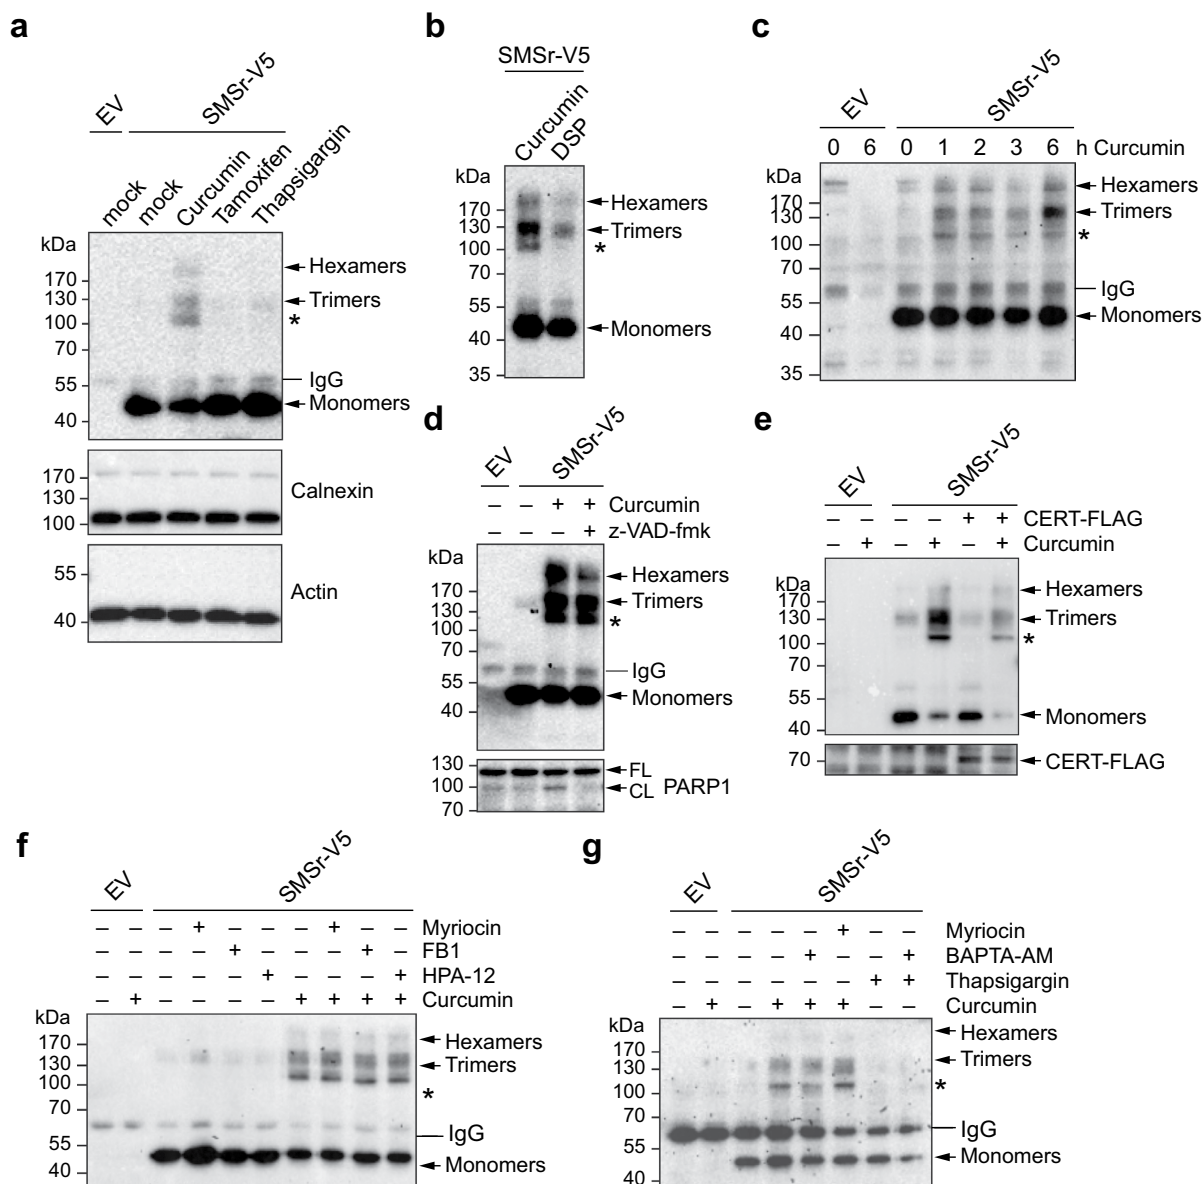 a
EV
SMSr-V5
mock
mock
Curcumin
Tamoxifen
Thapsigargin
kDa
170
130
100
70
55
40
Hexamers
Trimers
*
IgG
Monomers
170
130
100
Calnexin
55
40
Actin
b
SMSr-V5
Curcumin
DSP
kDa
170
130
100
70
55
40
35
Hexamers
Trimers
*
Monomers
c
EV
SMSr-V5
0 6 0 1 2 3 6 h Curcumin
kDa
170
130
100
70
55
40
35
Hexamers
Trimers
*
IgG
Monomers
d
EV
SMSr-V5
– – + + Curcumin
– – – + z-VAD-fmk
kDa
170
130
100
70
55
40
Hexamers
Trimers
*
IgG
Monomers
130
100
70
FL
CL PARP1
e
EV
SMSr-V5
– – – – + + CERT-FLAG
– + – + – + Curcumin
kDa
170
130
100
70
55
40
Hexamers
Trimers
*
Monomers
70
CERT-FLAG
f
EV
SMSr-V5
– – – + – – – + – – Myriocin
– – – – + – – – + – FB1
– – – – – + – – – + HPA-12
– + – – – – + + + + Curcumin
kDa
170
130
100
70
55
40
Hexamers
Trimers
*
IgG
Monomers
g
EV
SMSr-V5
– – – – – + – – Myriocin
– – – – + – – + BAPTA-AM
– – – – – – + + Thapsigargin
– + – + + + – – Curcumin
kDa
170
130
100
70
55
40
Hexamers
Trimers
*
IgG
Monomers